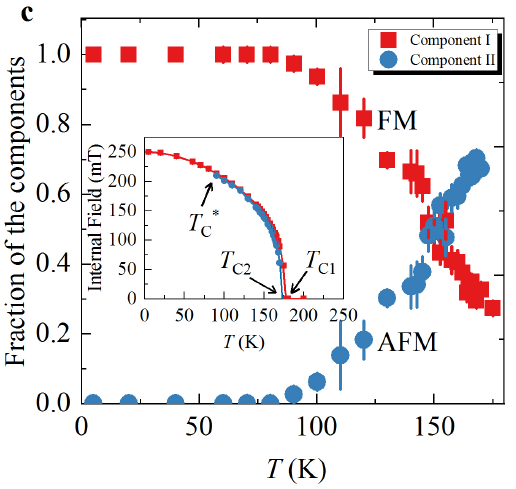 c
Fraction of the components
1.0
0.8
0.6
0.4
0.2
0.0
0
50
100
150
T (K)
Component I
Component II
FM
AFM
Internal Field (mT)
250
200
150
100
50
0
0
50
100
150
200
250
T (K)
TC*
TC2
TC1